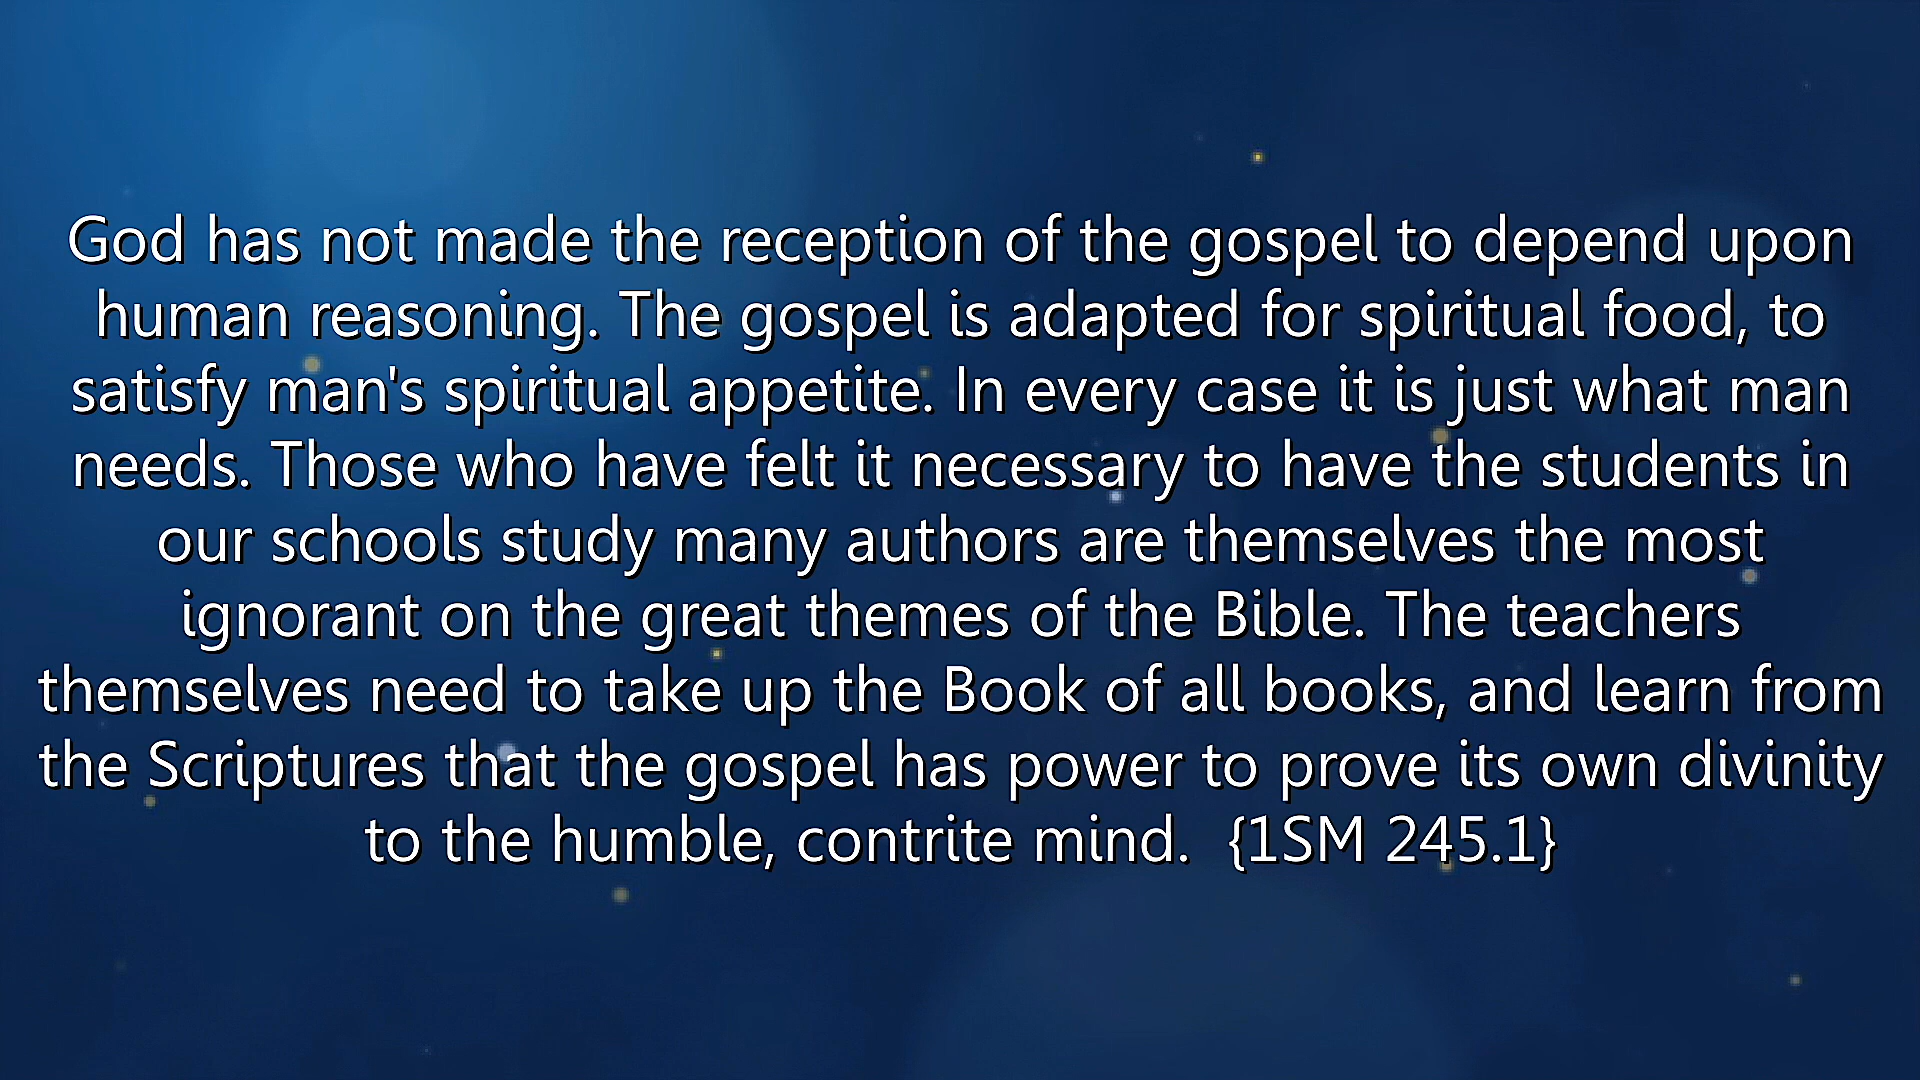 God has not made the reception of the gospel to depend upon
human reasoning. The gospel is adapted for spiritual food, to
satisfy man's spiritual appetite. In every case it is just what man
needs. Those who have felt it necessary to have the students in
our schools study many authors are themselves the most
ignorant on the great themes of the Bible. The teachers
themselves need to take up the Book of all books, and learn from
the Scriptures that the gospel has power to prove its own divinity
to the humble, contrite mind.  {1SM 245.1}